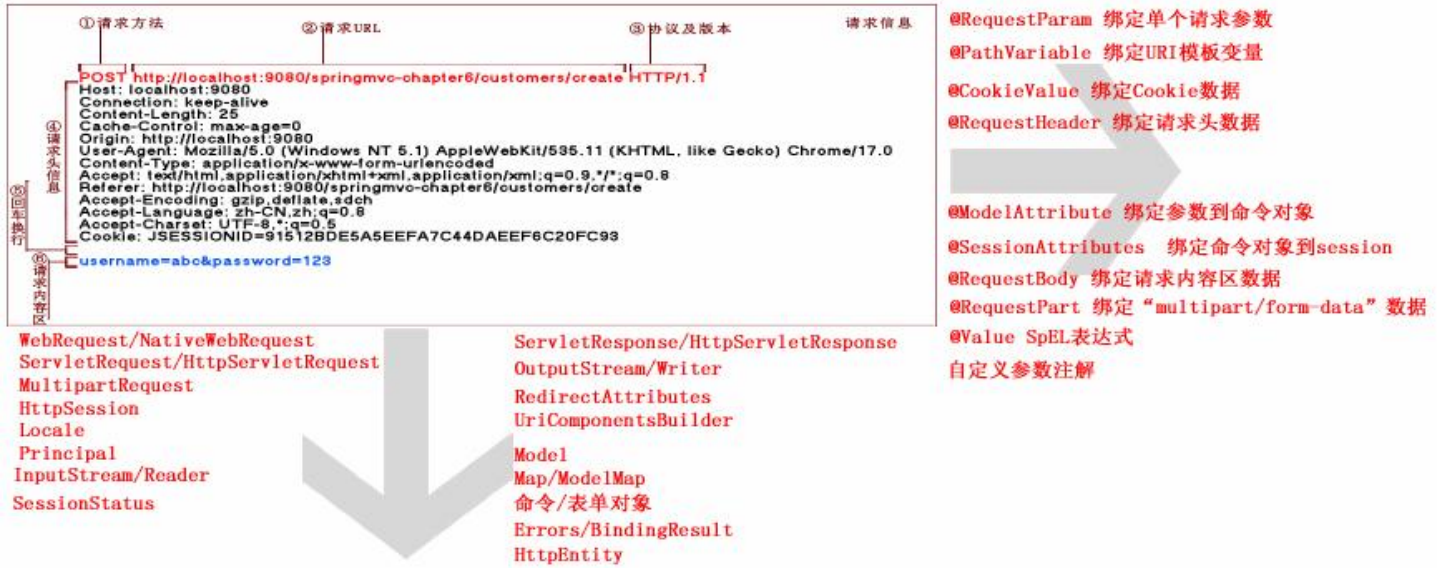 ①请求方法 ②请求URL ③协议及版本 请求信息
POST http://localhost:9080/springmvc-chapter6/customers/create HTTP/1.1
Host: localhost:9080
Connection: keep-alive
Content-Length: 25
Cache-Control: max-age=0
Origin: http://localhost:9080
User-Agent: Mozilla/5.0 (Windows NT 5.1) AppleWebKit/535.11 (KHTML, like Gecko) Chrome/17.0
Content-Type: application/x-www-form-urlencoded
Accept: text/html,application/xhtml+xml,application/xml;q=0.9,*/*;q=0.8
Referer: http://localhost:9080/springmvc-chapter6/customers/create
Accept-Encoding: gzip,deflate,sdch
Accept-Language: zh-CN,zh;q=0.8
Accept-Charset: UTF-8,*;q=0.5
Cookie: JSESSIONID=91512BDE5A5EEFA7C44DAEEF6C20FC93
④请求头信息
⑤回车换行
username=abc&password=123
⑥请求内容区
@RequestParam 绑定单个请求参数
@PathVariable 绑定URI模板变量
@CookieValue 绑定Cookie数据
@RequestHeader 绑定请求头数据
@ModelAttribute 绑定参数到命令对象
@SessionAttributes 绑定命令对象到session
@RequestBody 绑定请求内容区数据
@RequestPart 绑定“multipart/form-data”数据
@Value SpEL表达式
自定义参数注解
WebRequest/NativeWebRequest
ServletRequest/HttpServletRequest
MultipartRequest
HttpSession
Locale
Principal
InputStream/Reader
SessionStatus
ServletResponse/HttpServletResponse
OutputStream/Writer
RedirectAttributes
UriComponentsBuilder
Model
Map/ModelMap
命令/表单对象
Errors/BindingResult
HttpEntity